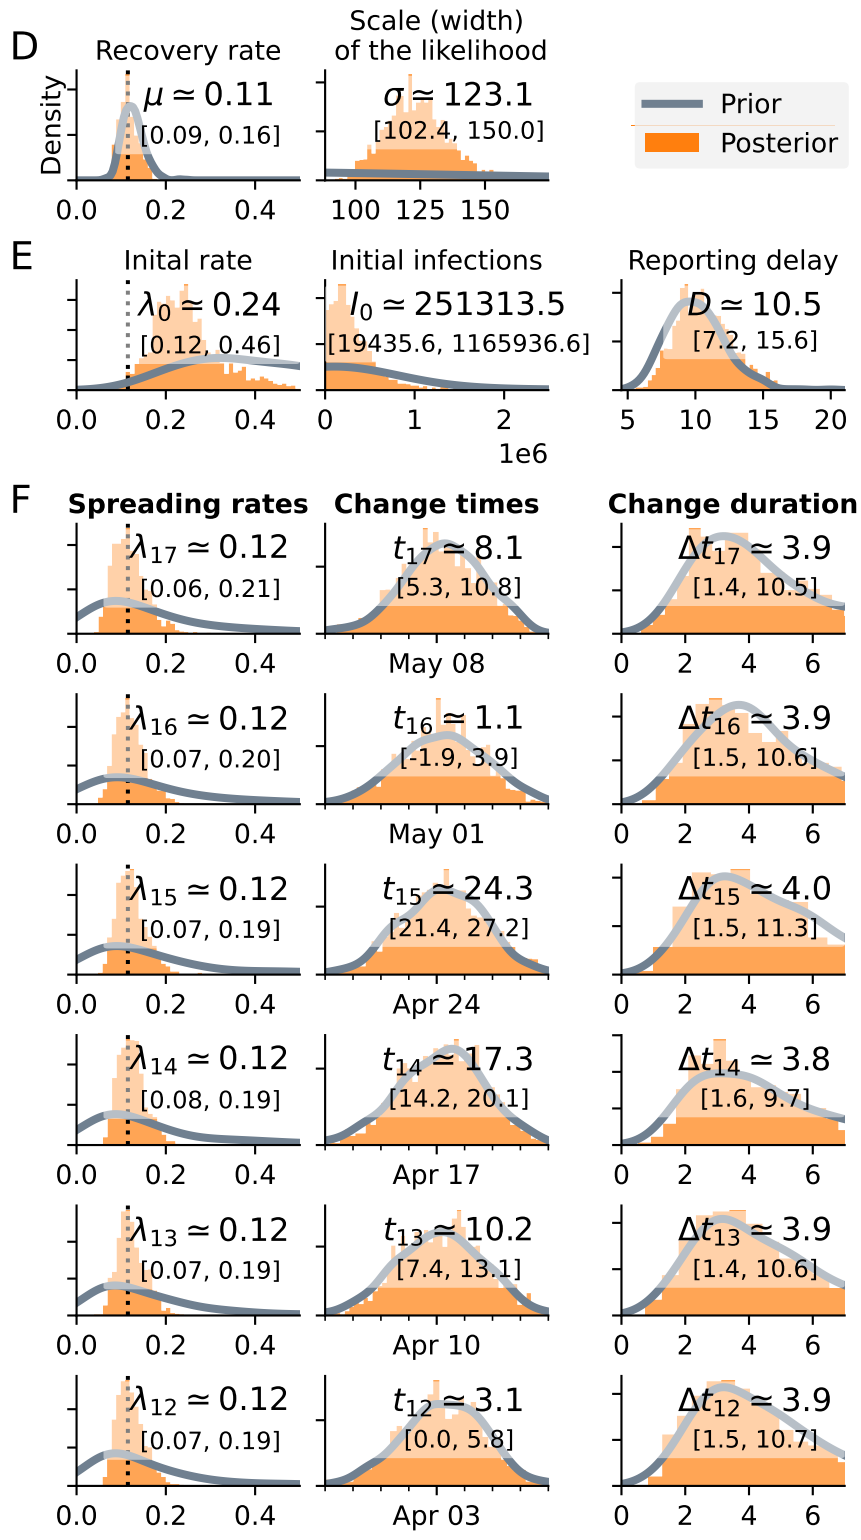 D
Recovery rate
Scale (width)
of the likelihood
Density
μ ≃ 0.11
[0.09, 0.16]
0.0 0.2 0.4
σ ≃ 123.1
[102.4, 150.0]
100 125 150
Prior
Posterior
E
Inital rate
Initial infections
Reporting delay
λ0 ≃ 0.24
[0.12, 0.46]
0.0 0.2 0.4
I0 ≃ 251313.5
[19435.6, 1165936.6]
0 1 2
1e6
D ≃ 10.5
[7.2, 15.6]
5 10 15 20
F
Spreading rates
Change times
Change duration
λ17 ≃ 0.12
[0.06, 0.21]
0.0 0.2 0.4
t17 ≃ 8.1
[5.3, 10.8]
May 08
Δt17 ≃ 3.9
[1.4, 10.5]
0 2 4 6
λ16 ≃ 0.12
[0.07, 0.20]
0.0 0.2 0.4
t16 ≃ 1.1
[-1.9, 3.9]
May 01
Δt16 ≃ 3.9
[1.5, 10.6]
0 2 4 6
λ15 ≃ 0.12
[0.07, 0.19]
0.0 0.2 0.4
t15 ≃ 24.3
[21.4, 27.2]
Apr 24
Δt15 ≃ 4.0
[1.5, 11.3]
0 2 4 6
λ14 ≃ 0.12
[0.08, 0.19]
0.0 0.2 0.4
t14 ≃ 17.3
[14.2, 20.1]
Apr 17
Δt14 ≃ 3.8
[1.6, 9.7]
0 2 4 6
λ13 ≃ 0.12
[0.07, 0.19]
0.0 0.2 0.4
t13 ≃ 10.2
[7.4, 13.1]
Apr 10
Δt13 ≃ 3.9
[1.4, 10.6]
0 2 4 6
λ12 ≃ 0.12
[0.07, 0.19]
0.0 0.2 0.4
t12 ≃ 3.1
[0.0, 5.8]
Apr 03
Δt12 ≃ 3.9
[1.5, 10.7]
0 2 4 6